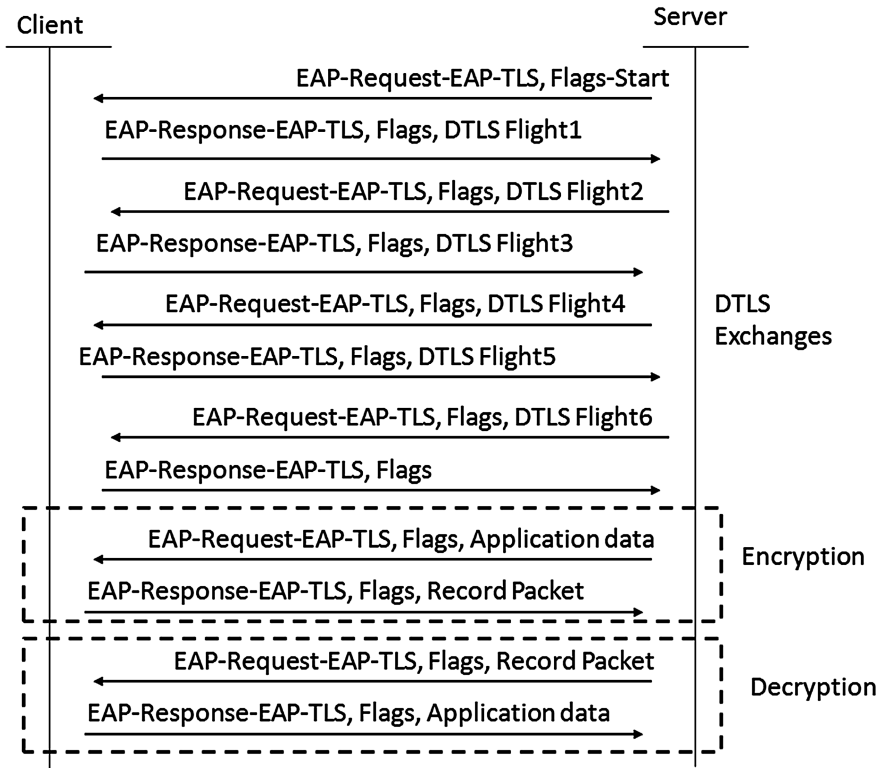 Client
Server
EAP-Request-EAP-TLS, Flags-Start
EAP-Response-EAP-TLS, Flags, DTLS Flight1
EAP-Request-EAP-TLS, Flags, DTLS Flight2
EAP-Response-EAP-TLS, Flags, DTLS Flight3
EAP-Request-EAP-TLS, Flags, DTLS Flight4
DTLS
Exchanges
EAP-Response-EAP-TLS, Flags, DTLS Flight5
EAP-Request-EAP-TLS, Flags, DTLS Flight6
EAP-Response-EAP-TLS, Flags
EAP-Request-EAP-TLS, Flags, Application data
Encryption
EAP-Response-EAP-TLS, Flags, Record Packet
EAP-Request-EAP-TLS, Flags, Record Packet
Decryption
EAP-Response-EAP-TLS, Flags, Application data